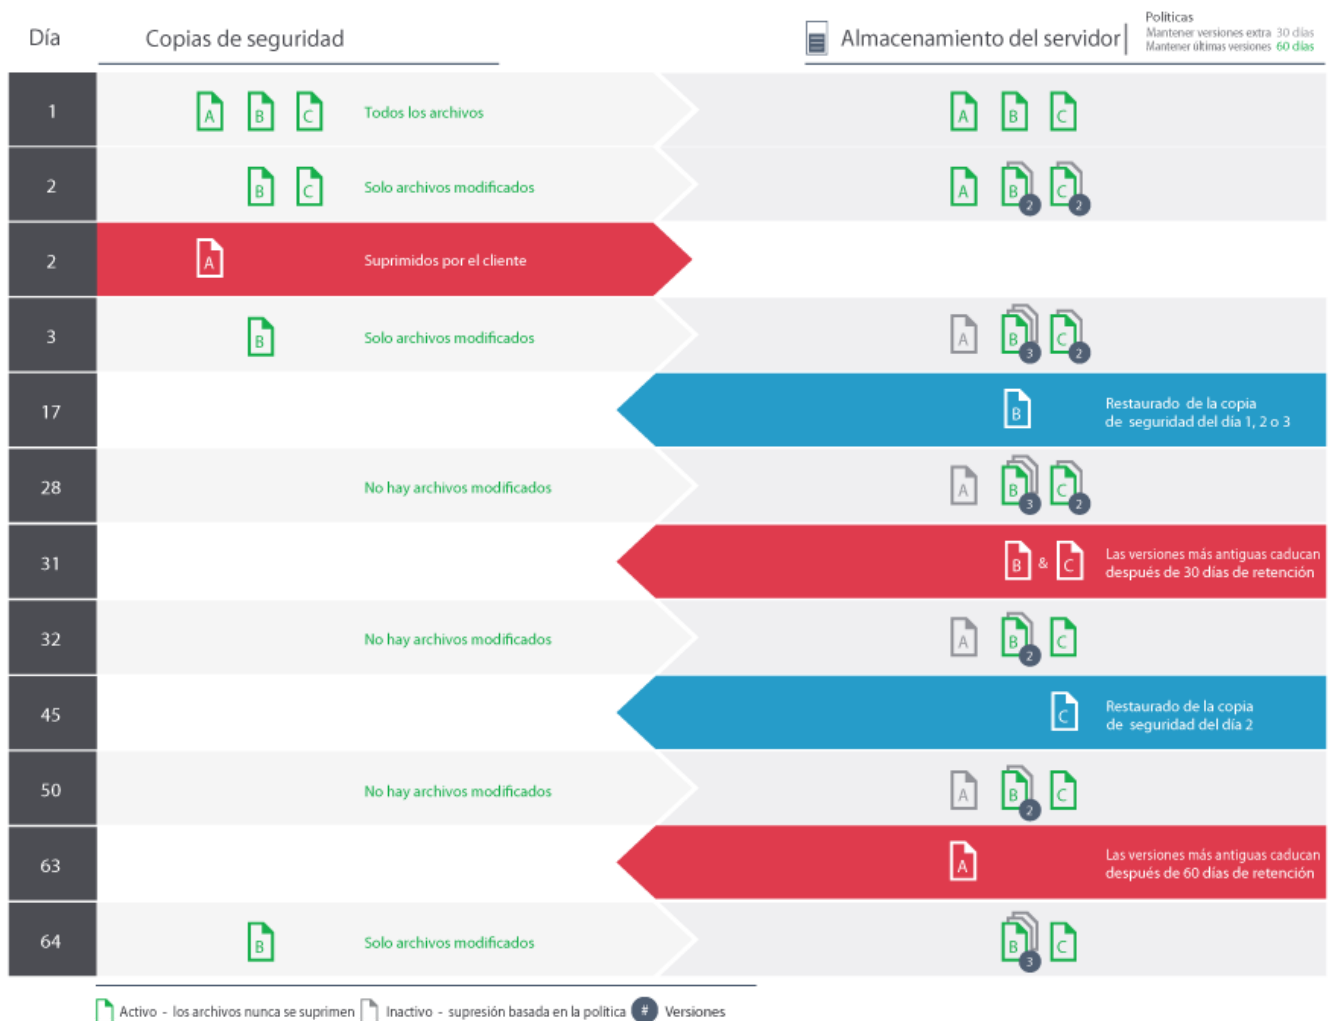 Día
Copias de seguridad
Almacenamiento del servidor
Políticas
Mantener versiones extra 30 días
Mantener últimas versiones 60 días
1
A B C
Todos los archivos
A B C
2
B C
Solo archivos modificados
A B 2 C 2
2
A
Suprimidos por el cliente
3
B
Solo archivos modificados
A B 3 C 2
17
B
Restaurado de la copia
de seguridad del día 1, 2 o 3
28
No hay archivos modificados
A B 3 C 2
31
B & C
Las versiones más antiguas caducan
después de 30 días de retención
32
No hay archivos modificados
A B 2 C
45
C
Restaurado de la copia
de seguridad del día 2
50
No hay archivos modificados
A B 2 C
63
A
Las versiones más antiguas caducan
después de 60 días de retención
64
B
Solo archivos modificados
B 3 C
Activo - los archivos nunca se suprimen Inactivo - supresión basada en la política # Versiones